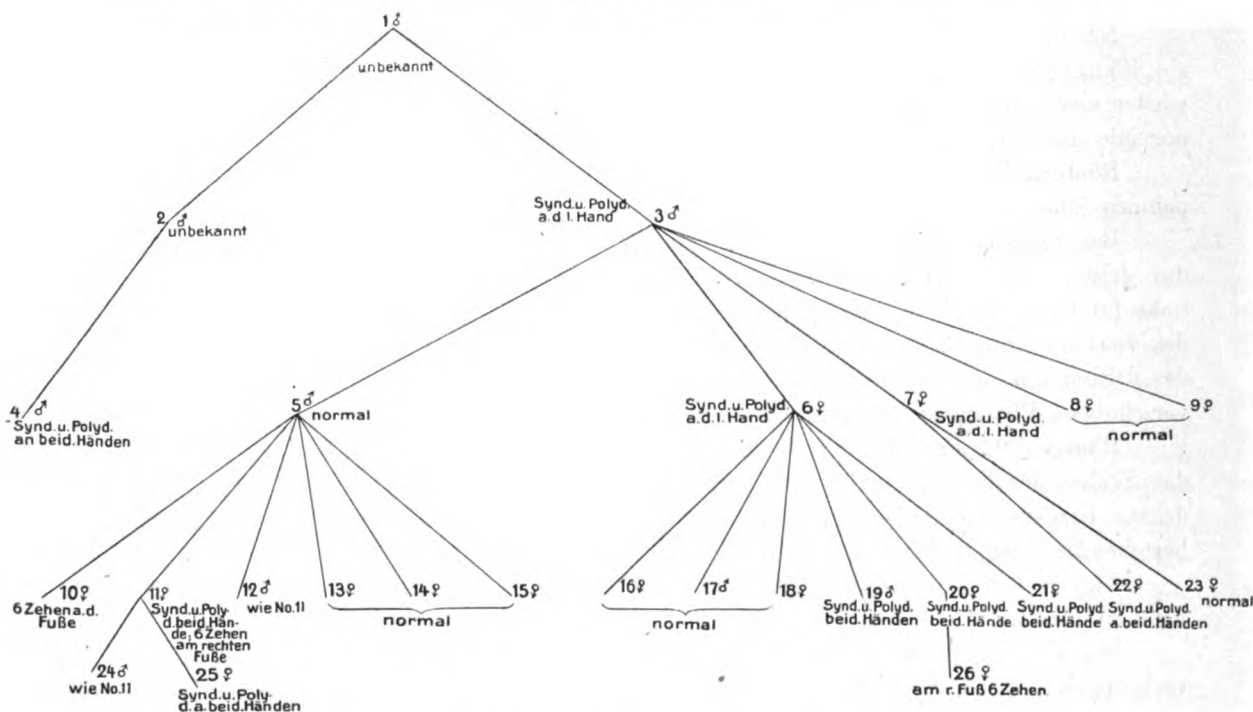 1 ♂
unbekannt
2 ♂
unbekannt
Synd. u. Polyd.
a. d. l. Hand
3 ♂
4 ♂
Synd. u. Polyd.
an beid. Händen
5 ♂
normal
Synd. u. Polyd.
a. d. l. Hand
6 ♀
7 ♀
Synd. u. Polyd.
a. d. l. Hand
8 ♀
9 ♀
normal
10 ♀
6 Zehen a. d.
Fuße
11 ♀
Synd. u. Poly-
d. beid. Hän-
de, 6 Zehen
am rechten
Fuße
12 ♂
wie No. 11
13 ♀
14 ♀
15 ♀
normal
16 ♀
17 ♂
18 ♀
normal
19 ♂
Synd. u. Polyd.
beid. Händen
20 ♀
Synd. u. Polyd.
beid. Hände
21 ♀
Synd. u. Polyd.
beid. Hände
22 ♀
Synd. u. Polyd.
a. beid. Händen
23 ♀
normal
24 ♂
wie No. 11
25 ♀
Synd. u. Poly-
d. a. beid. Händen
26 ♀
am r. Fuß 6 Zehen